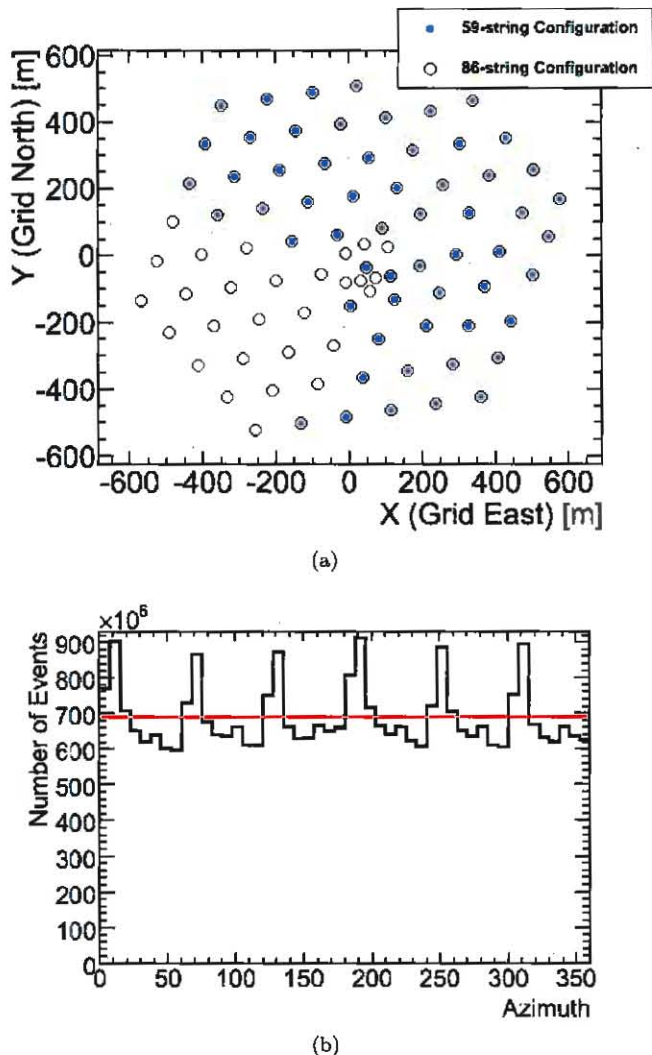 59-string Configuration
86-string Configuration
Y (Grid North) [m]
600
400
200
0
-200
-400
-600
-600 -400 -200 0 200 400 600
X (Grid East) [m]
(a)
×10⁶
Number of Events
900
800
700
600
500
400
300
200
100
0
0 50 100 150 200 250 300 350
Azimuth
(b)